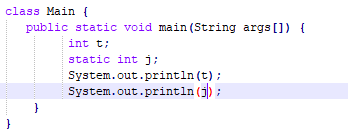 class Main {
public static void main(String args[]) {
int t;
static int j;
System.out.println(t);
System.out.println(j);
}
}